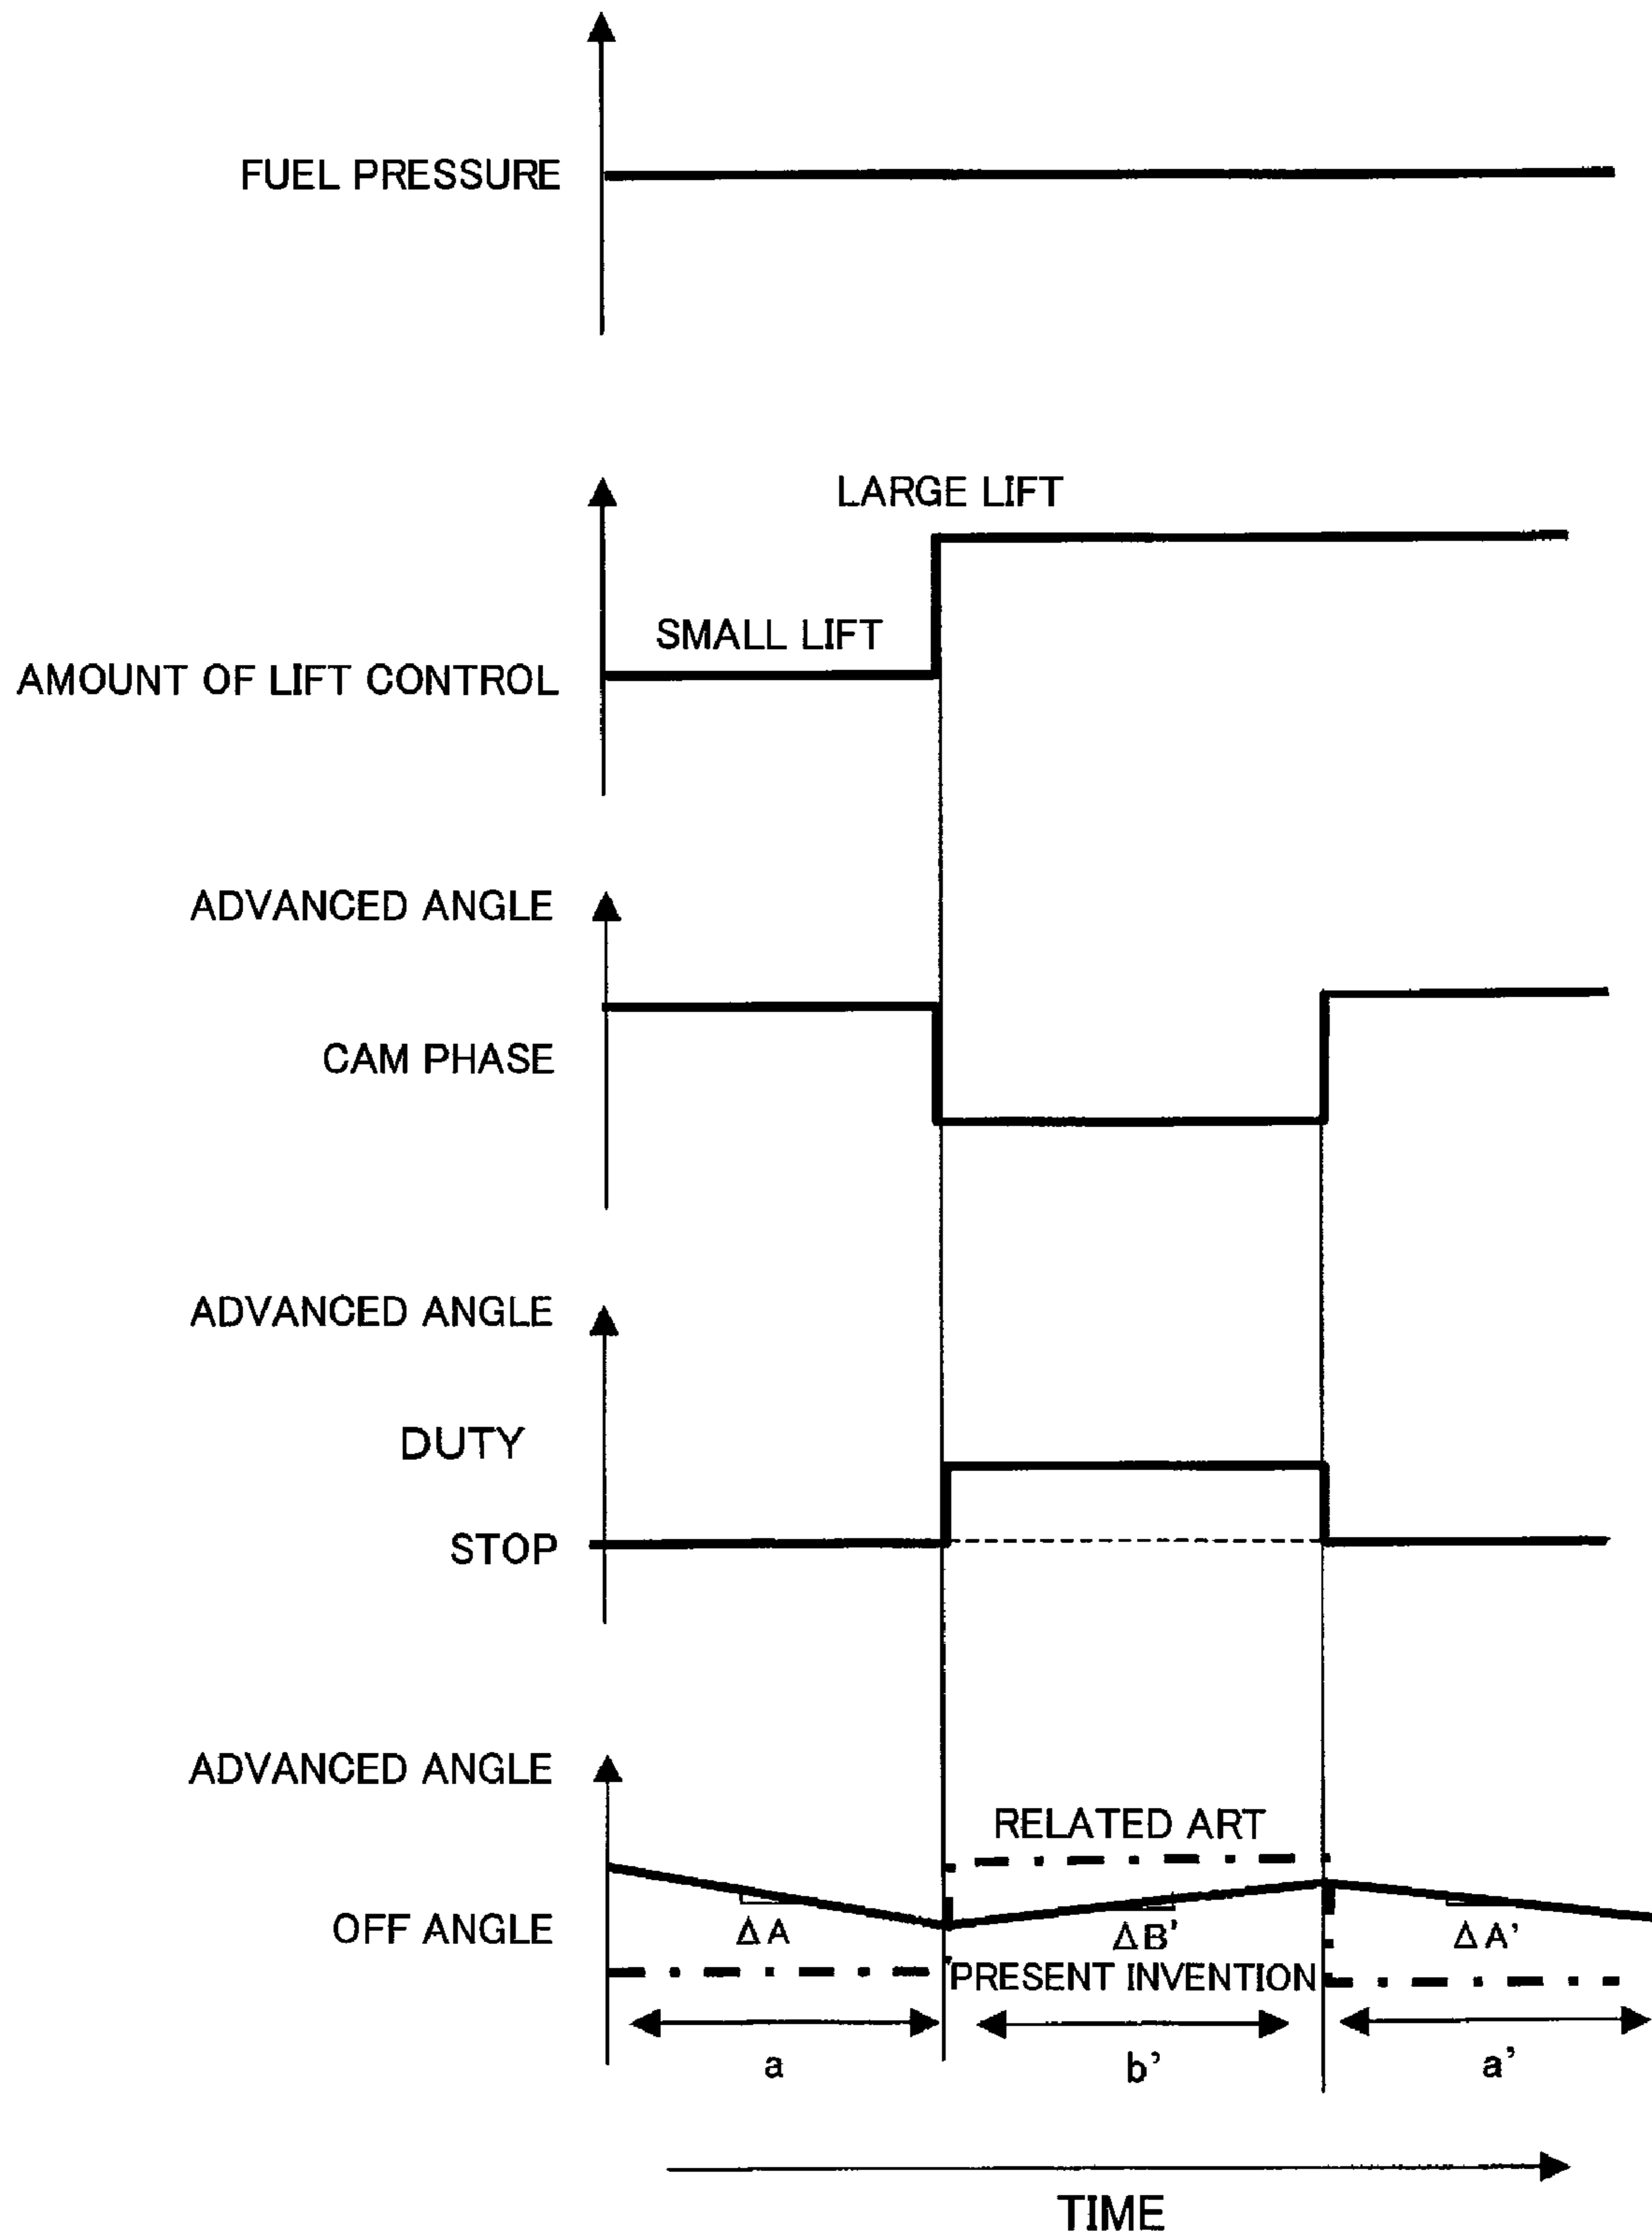 FUEL PRESSURE
LARGE LIFT
SMALL LIFT
AMOUNT OF LIFT CONTROL
ADVANCED ANGLE
CAM PHASE
ADVANCED ANGLE
DUTY
STOP
ADVANCED ANGLE
RELATED ART
OFF ANGLE
ΔA
ΔB'
ΔA'
PRESENT INVENTION
a
b'
a'
TIME